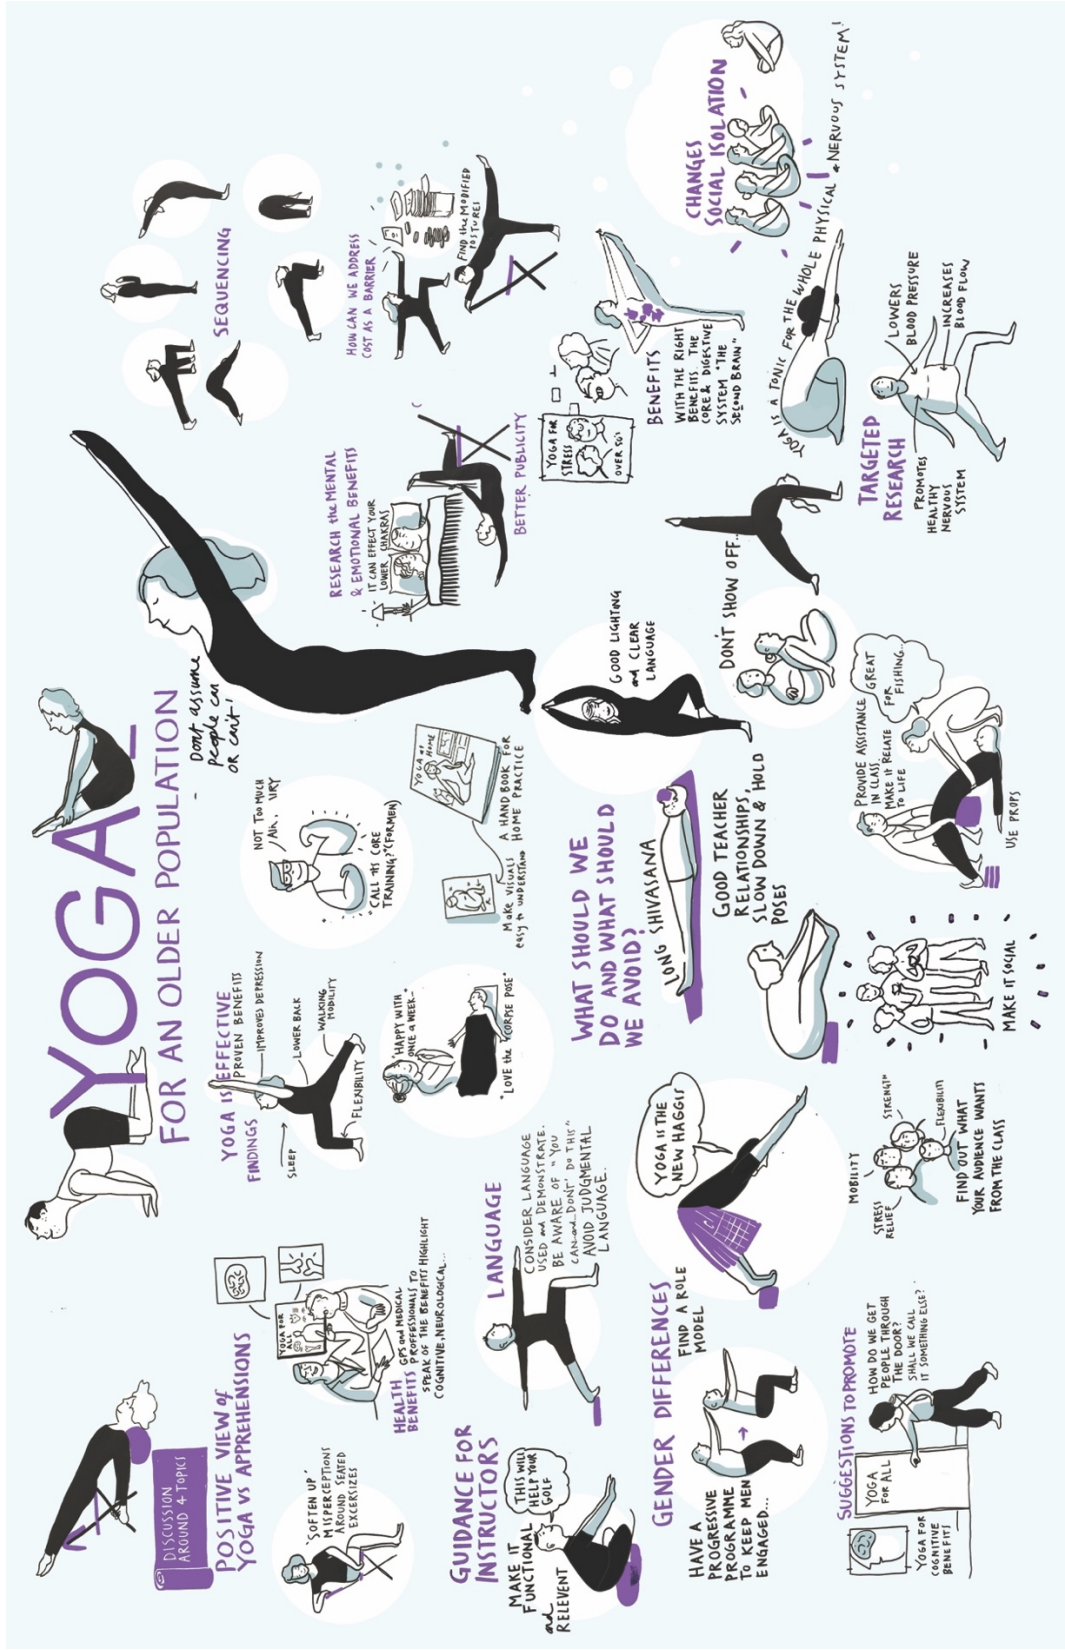 YOGA
FOR AN OLDER POPULATION
DISCUSSION
AROUND 4 TOPICS
POSITIVE VIEW of
YOGA VS APPREHENSIONS
'SOFTEN UP'
MISPERCEPTIONS
AROUND SEATED
EXCERSIZES
YOGA FOR
ALL
HEALTH
BENEFITS
GPs and MEDICAL
PROFFESSIONALS TO
SPEAK OF THE BENEFITS HIGHLIGHT
COGNITIVE, NEUROLOGICAL...
YOGA IS EFFECTIVE
FINDINGS
PROVEN BENEFITS
IMPROVES DEPRESSION
LOWER BACK
WALKING
MOBILITY
SLEEP
FLEXIBILITY
"HAPPY WITH
ONCE a WEEK..."
"LOVE the CORPSE POSE"
NOT TOO MUCH
"CALL its CORE
TRAINING?" (FOR MEN)
Make visuals
easy to understand
YOGA at
HOME
A HAND BOOK FOR
HOME PRACTICE
- Dont assume
people can
or can't!
RESEARCH the MENTAL
& EMOTIONAL BENEFITS
IT CAN EFFECT YOUR
LOWER CHAKRAS
SEQUENCING
HOW CAN WE ADDRESS
COST AS A BARRIER
FIND the MODIFIED
POSTURES
BETTER PUBLICITY
YOGA FOR
STRESS
OVER 50's
BENEFITS
WITH THE RIGHT
BENEFITS.. THE
CORE & DIGESTIVE
SYSTEM "THE
SECOND BRAIN"
CHANGES
SOCIAL ISOLATION
YOGA IS A TONIC FOR THE WHOLE PHYSICAL & NERVOUS SYSTEM!
TARGETED
RESEARCH
PROMOTES
HEALTHY
NERVOUS
SYSTEM
LOWERS
BLOOD PRESSURE
INCREASES
BLOOD FLOW
GUIDANCE FOR
INSTRUCTORS
MAKE IT
FUNCTIONAL
and
RELEVENT
THIS WILL
HELP YOUR
GOLF
LANGUAGE
CONSIDER LANGUAGE
USED and DEMONSTRATE.
BE AWARE OF "YOU
CAN and DON'T DO THIS"
AVOID JUDGMENTAL
LANGUAGE.
WHAT SHOULD WE
DO AND WHAT SHOULD
WE AVOID?
LONG SHIVASANA
GOOD LIGHTING
and CLEAR
LANGUAGE
GOOD TEACHER
RELATIONSHIPS,
SLOW DOWN & HOLD
POSES
DON'T SHOW OFF...
MAKE IT SOCIAL
PROVIDE ASSISTANCE
IN CLASS.
MAKE IT RELATE
TO LIFE
GREAT
FOR
FISHING...
USE PROPS
GENDER DIFFERENCES
HAVE A
PROGRESSIVE
PROGRAMME
TO KEEP MEN
ENGAGED...
FIND A ROLE
MODEL
YOGA IS THE
NEW HAGGIS
SUGGESTIONS TO PROMOTE
YOGA FOR
COGNITIVE
BENEFITS
YOGA
FOR ALL
HOW DO WE GET
PEOPLE THROUGH
THE DOOR?
SHALL WE CALL
IT SOMETHING ELSE?
MOBILITY
STRESS
RELIEF
STRENGTH
FLEXIBILITY
FIND OUT WHAT
YOUR AUDIENCE WANTS
FROM THE CLASS